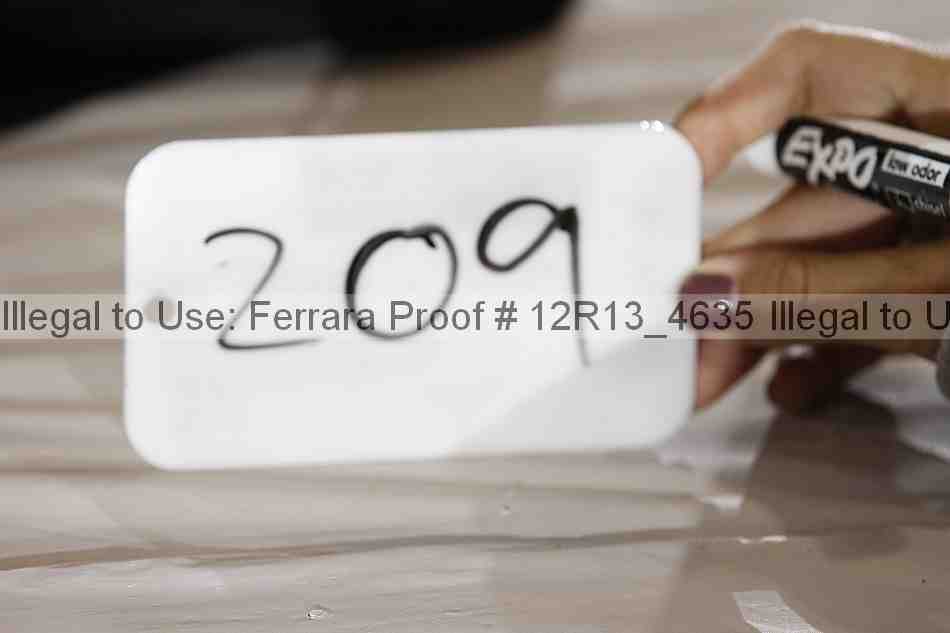 209
EXPO
low odor
Illegal to Use: Ferrara Proof # 12R13_4635 Illegal to U